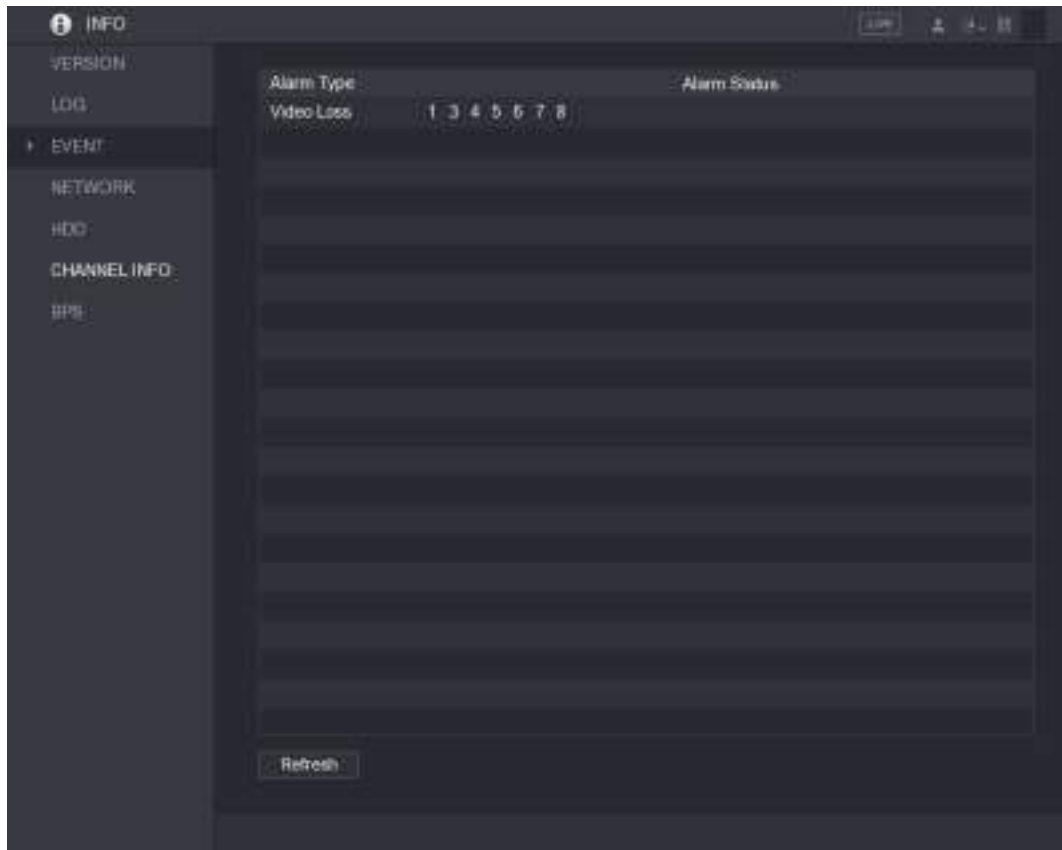 INFO
LIVE
VERSION
LOG
EVENT
NETWORK
HDD
CHANNEL INFO
BPS
Alarm Type Alarm Status
Video Loss 1 3 4 5 6 7 8
Refresh